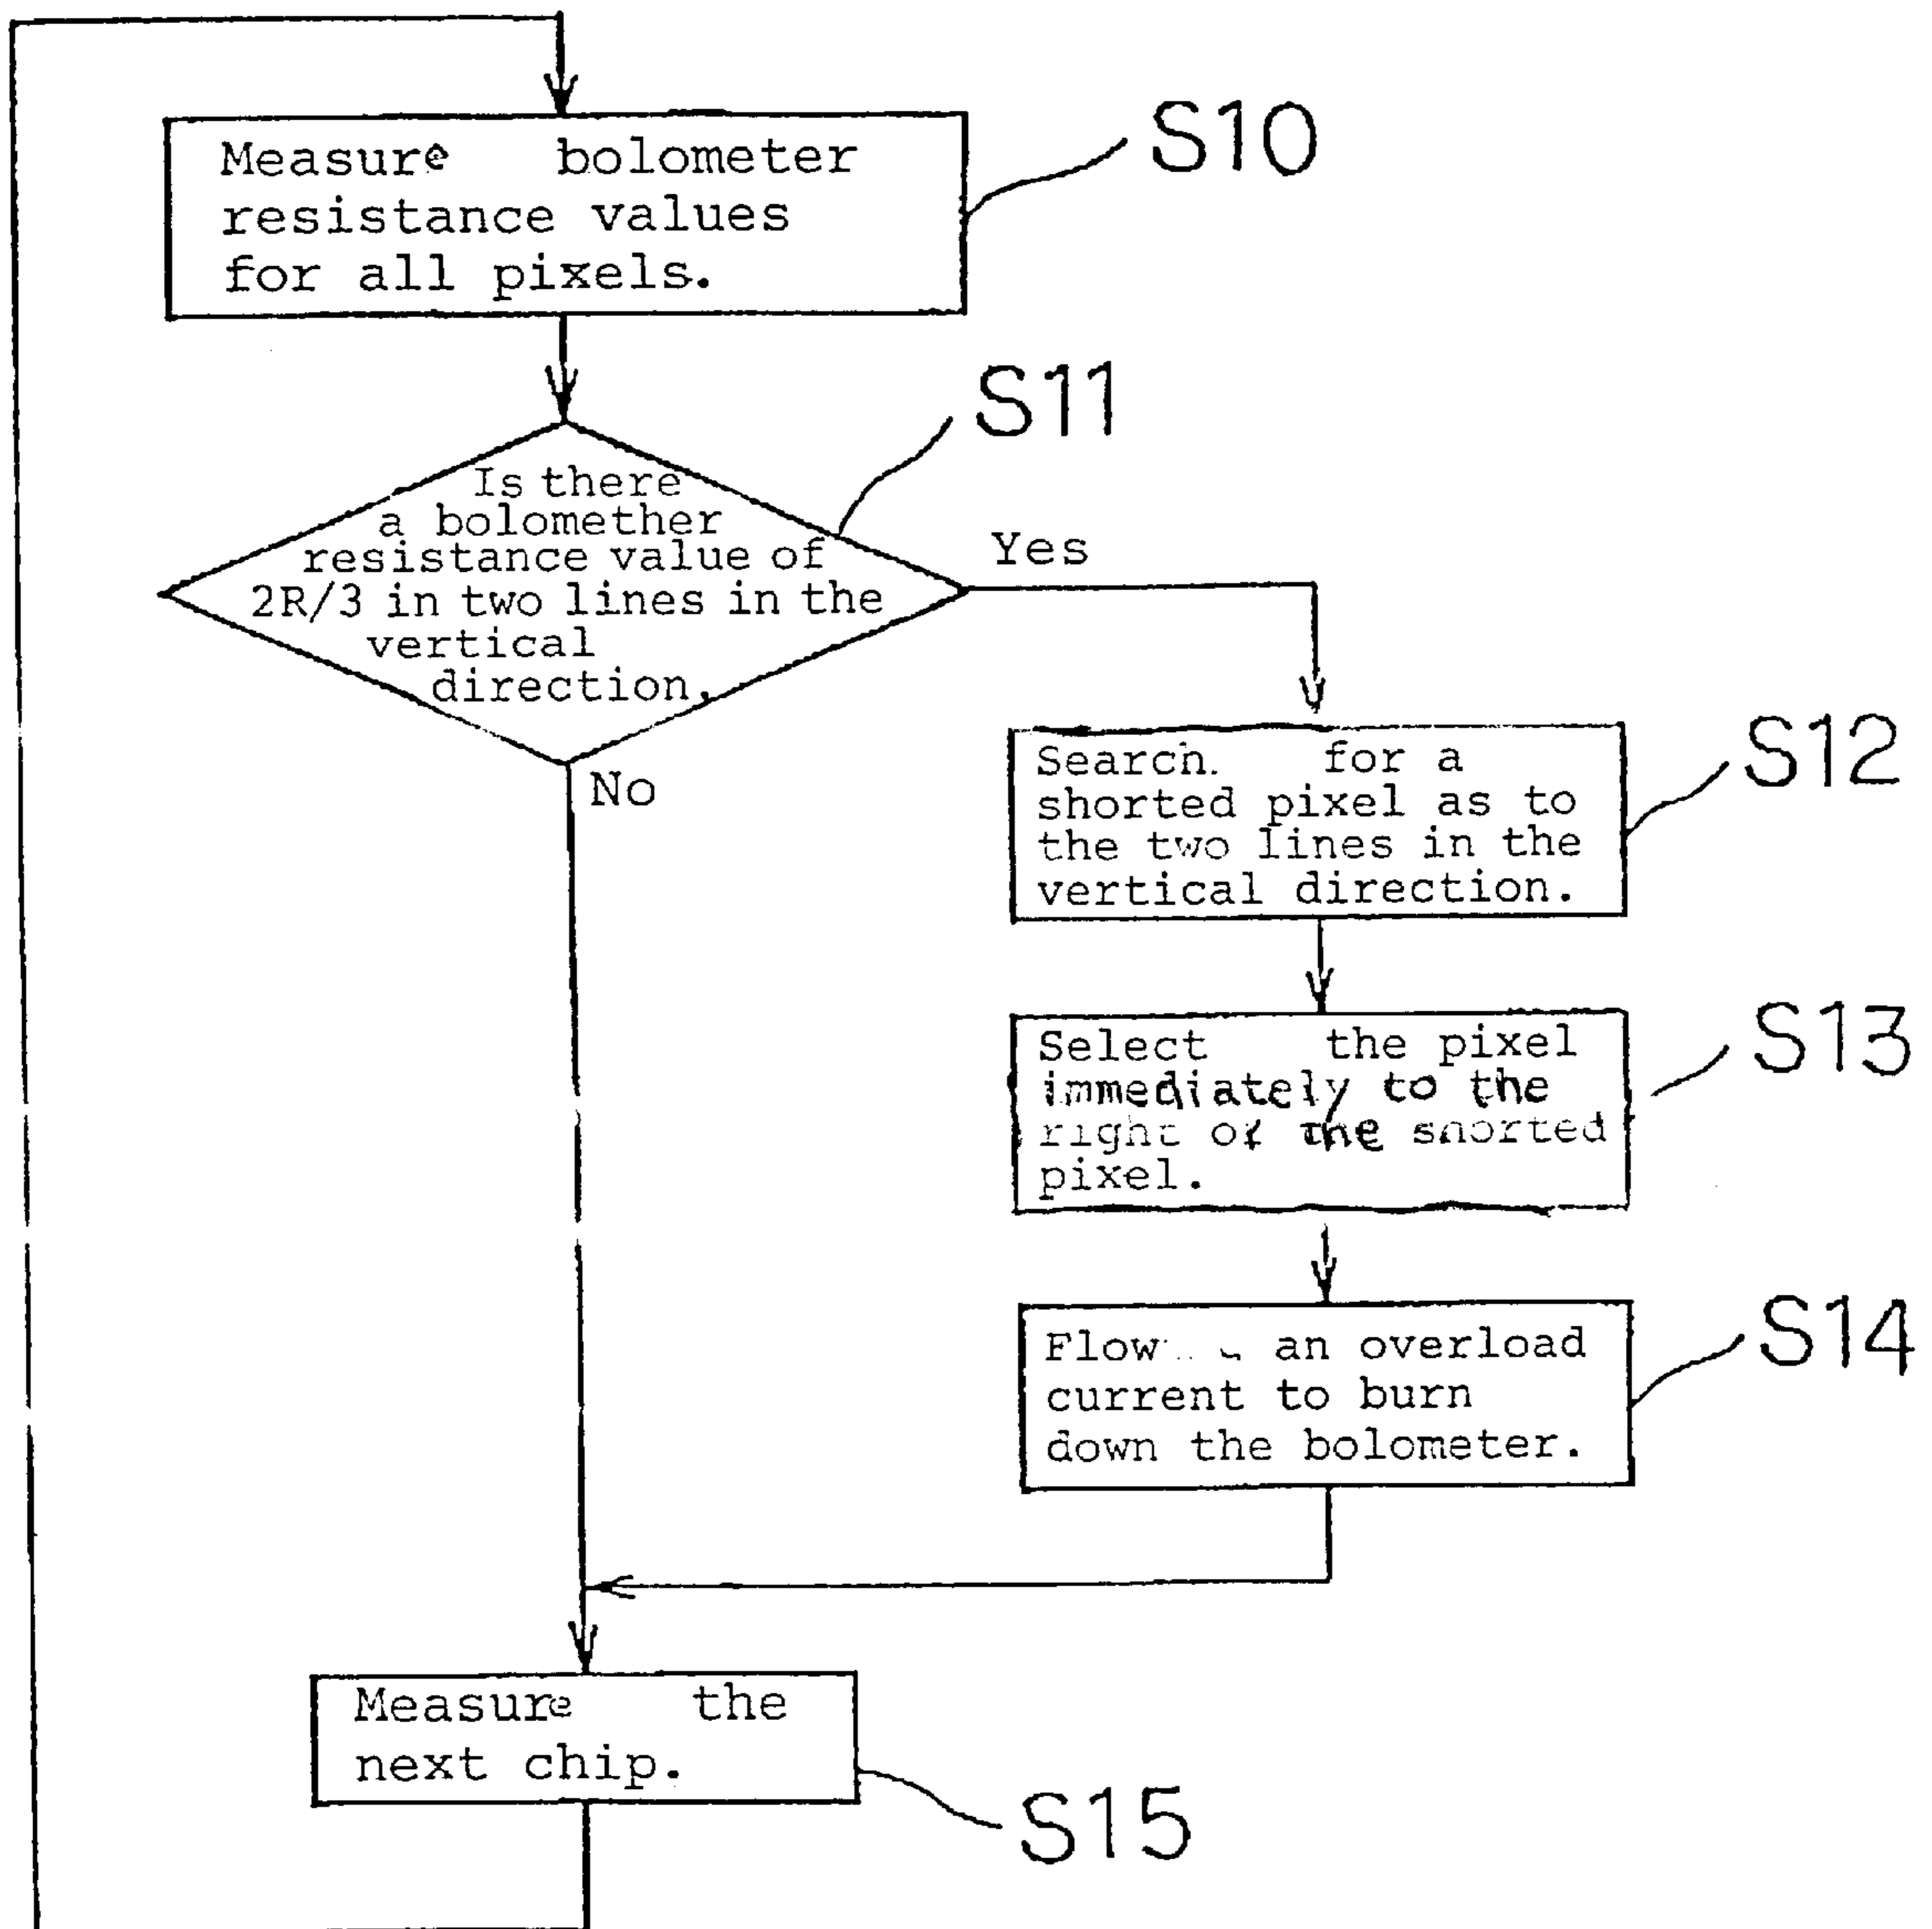 S10
Measure bolometer
resistance values
for all pixels.
S11
Is there
a bolomether
resistance value of
2R/3 in two lines in the
vertical
direction.
Yes
No
S12
Search for a
shorted pixel as to
the two lines in the
vertical direction.
S13
Select the pixel
immediately to the
right of the shorted
pixel.
S14
Flow an overload
current to burn
down the bolometer.
Measure the
next chip.
S15